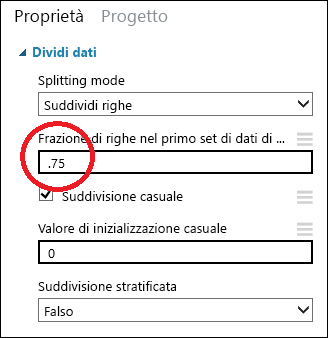 Proprietà Progetto
Dividi dati
Splitting mode
Suddividi righe
Frazione di righe nel primo set di dati di ...
.75
Suddivisione casuale
Valore di inizializzazione casuale
0
Suddivisione stratificata
Falso